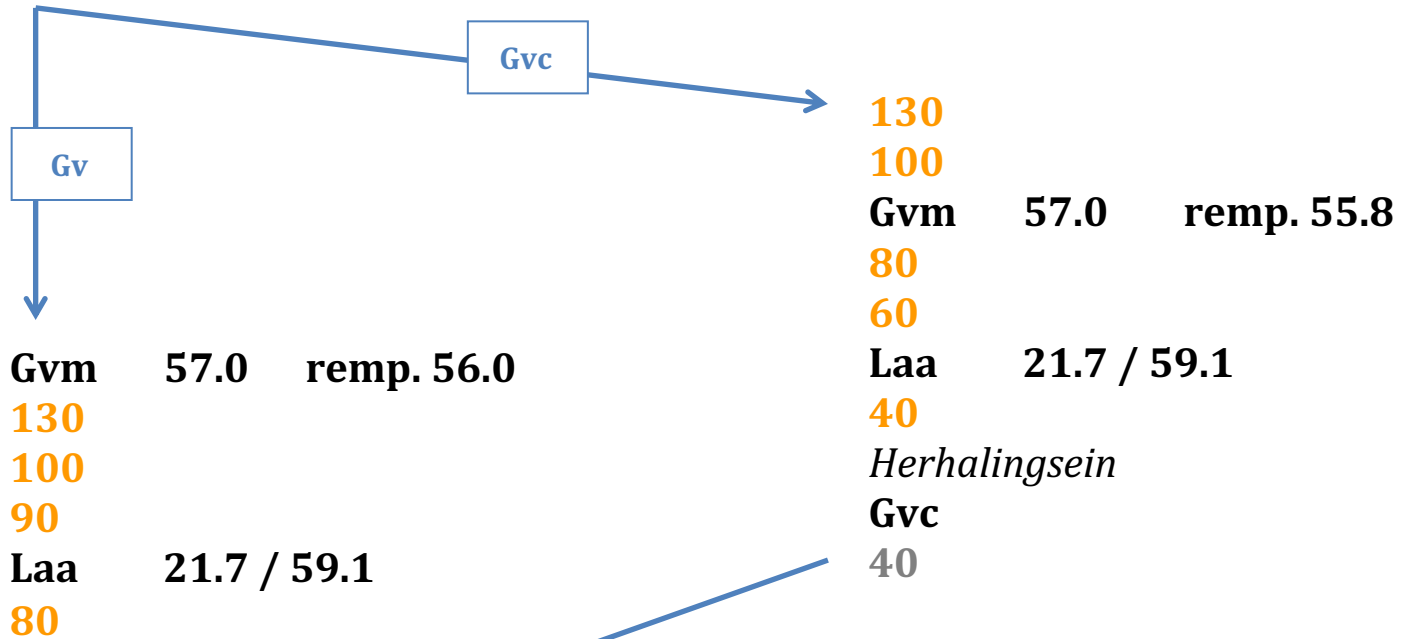 Gvc
Gv
130
100
Gvm 57.0 remp. 55.8
80
60
Laa 21.7 / 59.1
40
Herhalingsein
Gvc
40
Gvm 57.0 remp. 56.0
130
100
90
Laa 21.7 / 59.1
80